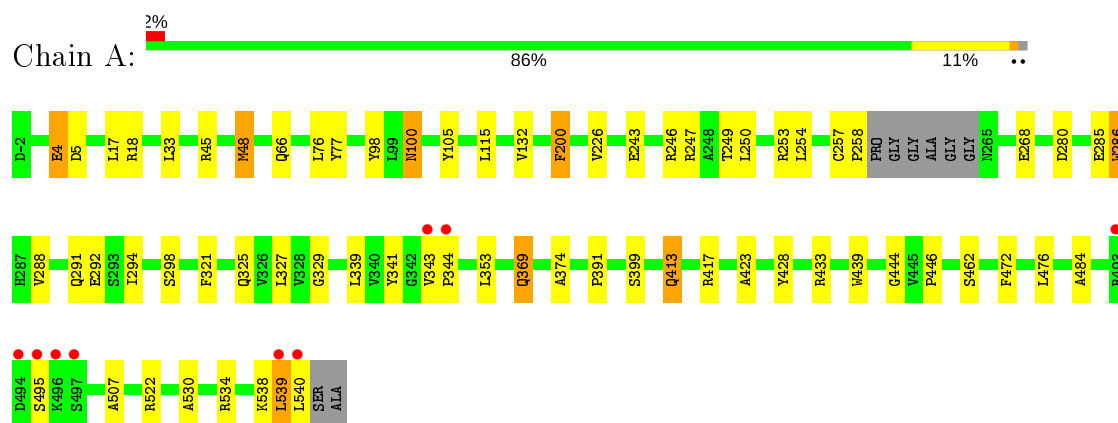 2%
Chain A:
86% 11% ••
D-2 E4 D5 L17 R18 L33 R45 M48 Q66 L76 Y77 Y98 L99 N100 Y105 L115 V132 F200 V226 E243 R246 R247 A248 T249 L250 R253 L254 C257 P258 PRO GLY GLY ALA GLY GLY N265 E268 D280 E285 W286
H287 V288 Q291 E292 S293 I294 S298 F321 Q325 V326 L327 V328 G329 L339 V340 Y341 G342 V343 P344 L353 Q369 A374 P391 S399 Q413 R417 A423 Y428 R433 W439 G444 V445 P446 S462 F472 L476 A484 R493
D494 S495 K496 S497 A507 R522 A530 R534 K538 L539 L540 SER ALA